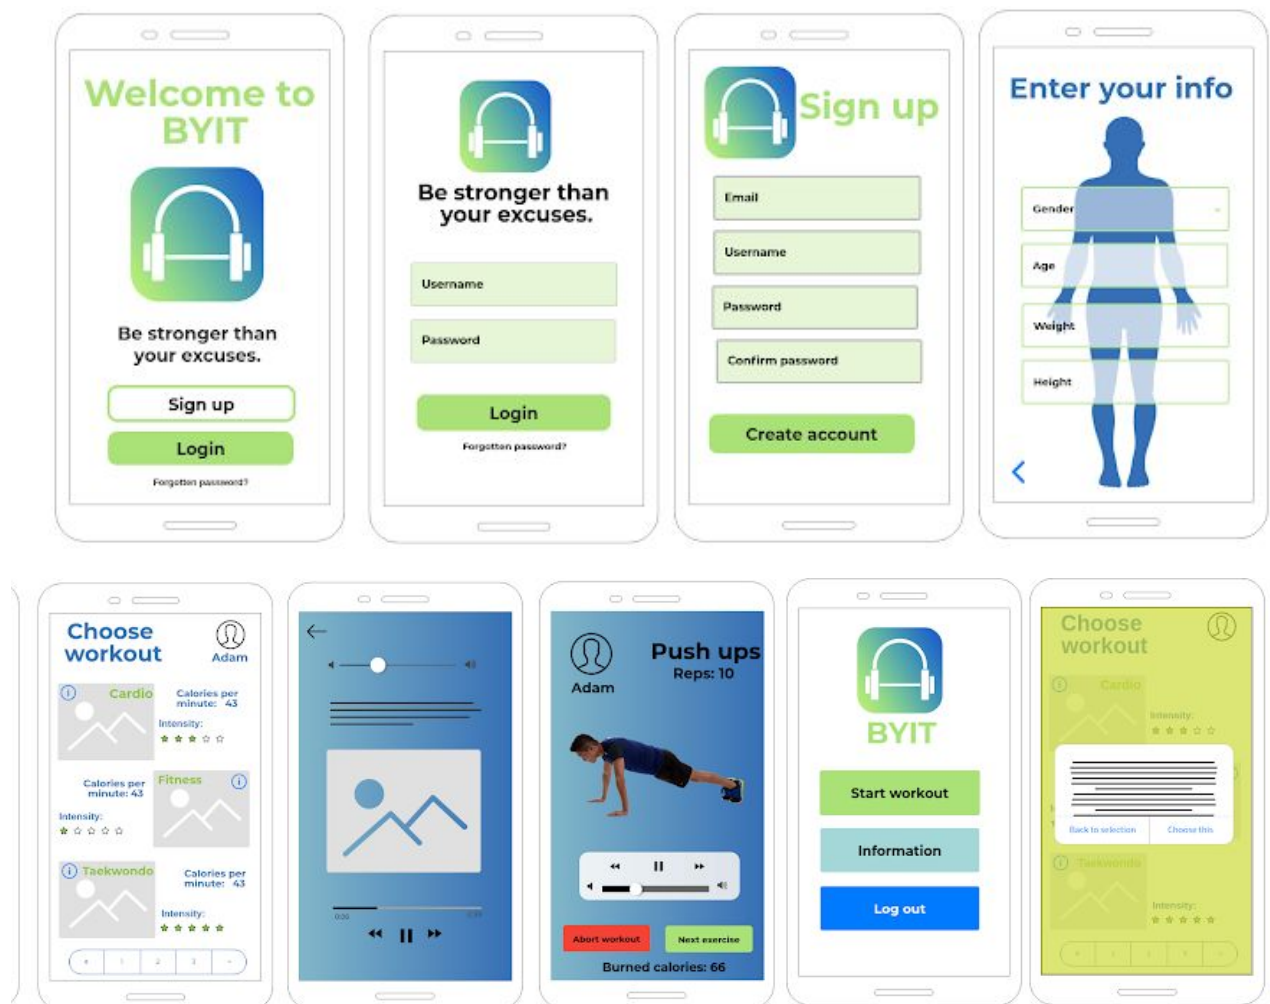 Welcome to
BYIT
Be stronger than
your excuses.
Sign up
Login
Forgotten password?
Be stronger than
your excuses.
Username
Password
Login
Forgotten password?
Sign up
Email
Username
Password
Confirm password
Create account
Enter your info
Gender
Age
Weight
Height
Choose
workout
Adam
Cardio
Calories per
minute: 43
Intensity:
Fitness
Calories per
minute: 43
Intensity:
Taekwondo
Calories per
minute: 43
Intensity:
1 2 3
0:05
Adam
Push ups
Reps: 10
Abort workout
Next exercise
Burned calories: 66
BYIT
Start workout
Information
Log out
Choose
workout
Cardio
Intensity:
Back to selection
Choose this
Taekwondo
Intensity: